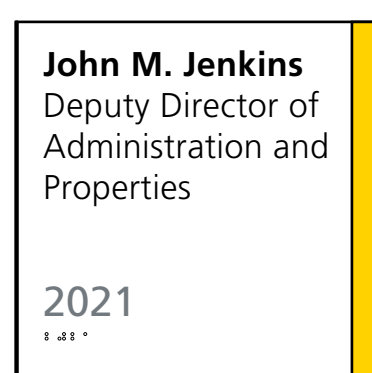 John M. Jenkins
Deputy Director of
Administration and
Properties
2021